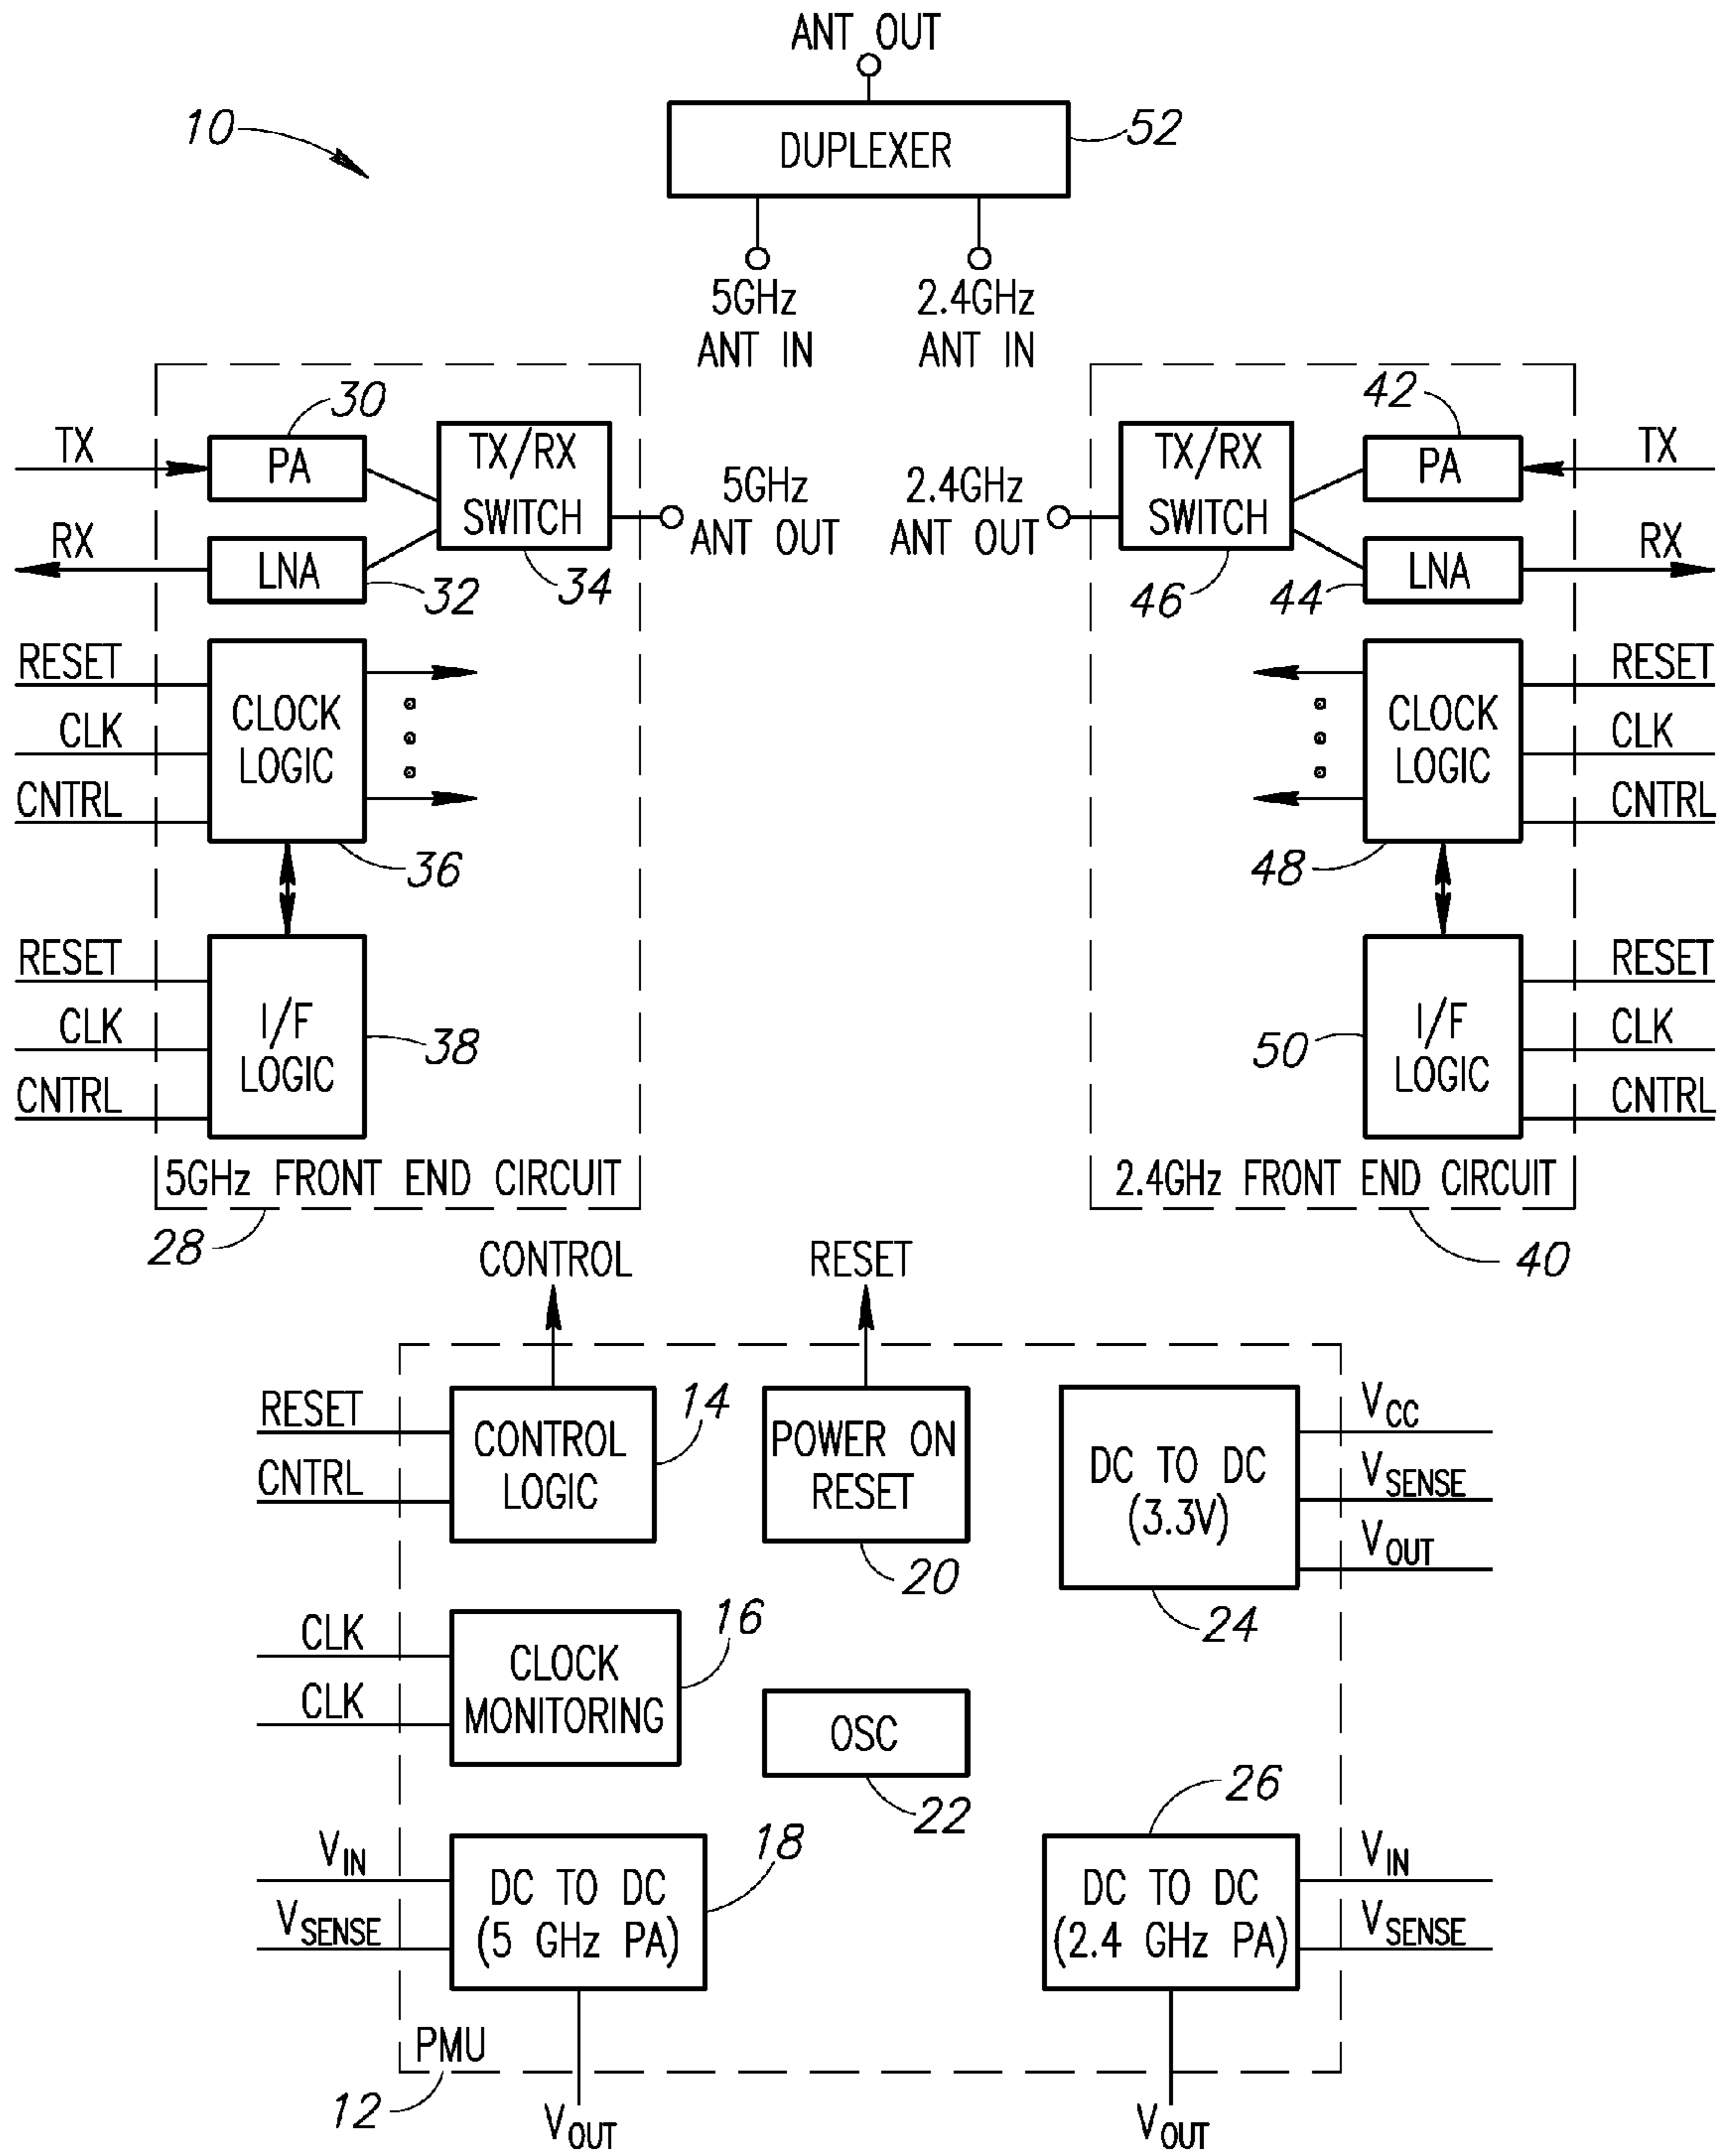 ANT OUT
10
DUPLEXER
52
5GHz
ANT IN
2.4GHz
ANT IN
30
TX
PA
TX/RX
SWITCH
5GHz
ANT OUT
RX
LNA
32
34
RESET
CLK
CNTRL
CLOCK
LOGIC
36
RESET
CLK
CNTRL
I/F
LOGIC
38
5GHz FRONT END CIRCUIT
28
42
2.4GHz
ANT OUT
TX/RX
SWITCH
PA
TX
46
44
LNA
RX
CLOCK
LOGIC
RESET
CLK
CNTRL
48
50
I/F
LOGIC
RESET
CLK
CNTRL
2.4GHz FRONT END CIRCUIT
40
CONTROL
RESET
RESET
CNTRL
CONTROL
LOGIC
14
POWER ON
RESET
20
DC TO DC
(3.3V)
24
VCC
VSENSE
VOUT
CLK
CLK
CLOCK
MONITORING
16
OSC
22
VIN
VSENSE
DC TO DC
(5 GHz PA)
18
26
DC TO DC
(2.4 GHz PA)
VIN
VSENSE
PMU
12
VOUT
VOUT